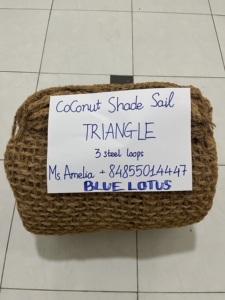 Coconut Shade Sail
TRIANGLE
3 steel loops
Ms Amelia + 84855014447
BLUE LOTUS